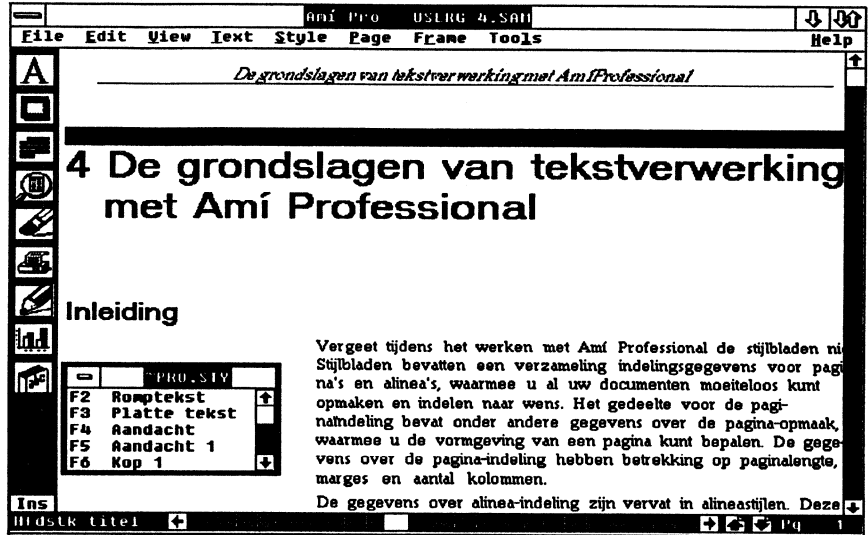 Amí Pro USERG_4.SAM
File Edit View Text Style Page Frame Tools Help
De grondslagen van tekstverwerking met Amí Professional
4 De grondslagen van tekstverwerking
met Amí Professional
Inleiding
Vergeet tijdens het werken met Amí Professional de stijlbladen ni
Stijlbladen bevatten een verzameling indelingsgegevens voor pagi
na's en alinea's, waarmee u al uw documenten moeiteloos kunt
opmaken en indelen naar wens. Het gedeelte voor de pagi-
naindeling bevat onder andere gegevens over de pagina-opmaak,
waarmee u de vormgeving van een pagina kunt bepalen. De gege-
vens over de pagina-indeling hebben betrekking op paginalengte,
marges en aantal kolommen.
De gegevens over alinea-indeling zijn vervat in alineastijlen. Deze
~PRO.STY
F2 Romptekst
F3 Platte tekst
F4 Aandacht
F5 Aandacht 1
F6 Kop 1
Ins
Hfdstk titel Pg 1